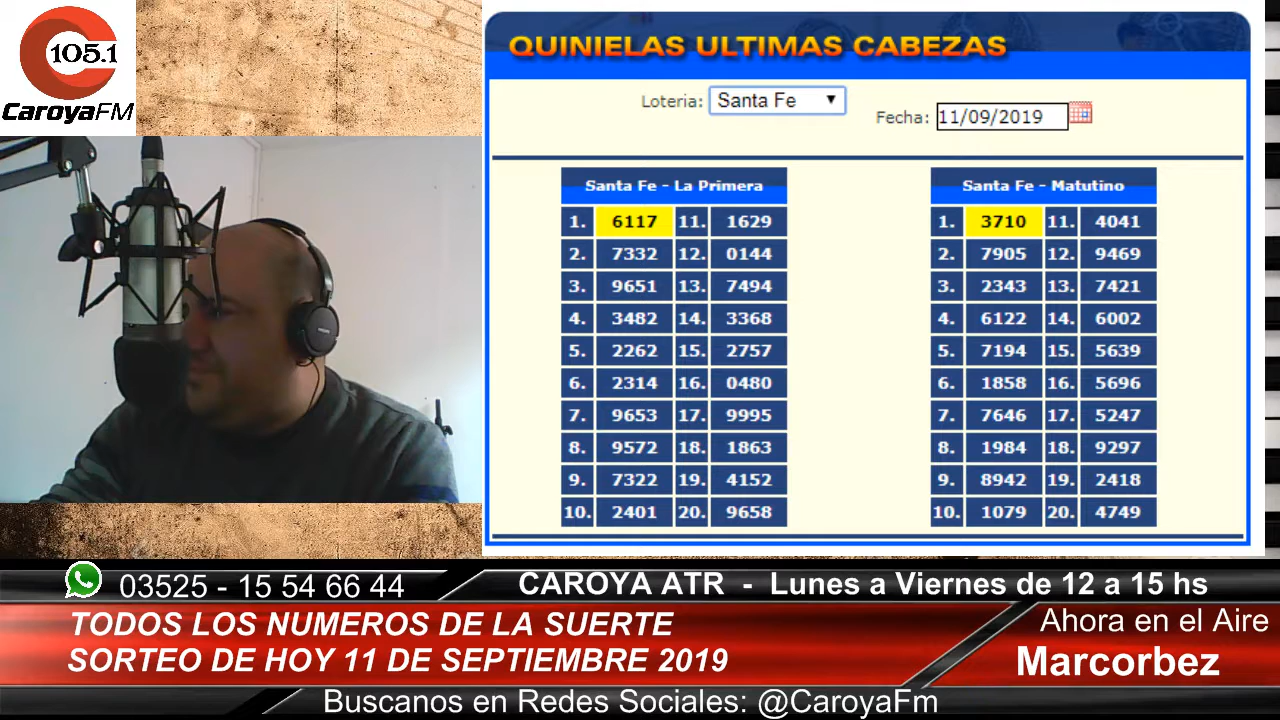 105.1
CaroyaFM
QUINIELAS ULTIMAS CABEZAS
Loteria: Santa Fe
Fecha: 11/09/2019
Santa Fe - La Primera
1. 6117 11. 1629
2. 7332 12. 0144
3. 9651 13. 7494
4. 3482 14. 3368
5. 2262 15. 2757
6. 2314 16. 0480
7. 9653 17. 9995
8. 9572 18. 1863
9. 7322 19. 4152
10. 2401 20. 9658
Santa Fe - Matutino
1. 3710 11. 4041
2. 7905 12. 9469
3. 2343 13. 7421
4. 6122 14. 6002
5. 7194 15. 5639
6. 1858 16. 5696
7. 7646 17. 5247
8. 1984 18. 9297
9. 8942 19. 2418
10. 1079 20. 4749
03525 - 15 54 66 44
CAROYA ATR - Lunes a Viernes de 12 a 15 hs
TODOS LOS NUMEROS DE LA SUERTE
SORTEO DE HOY 11 DE SEPTIEMBRE 2019
Ahora en el Aire
Marcorbez
Buscanos en Redes Sociales: @CaroyaFm